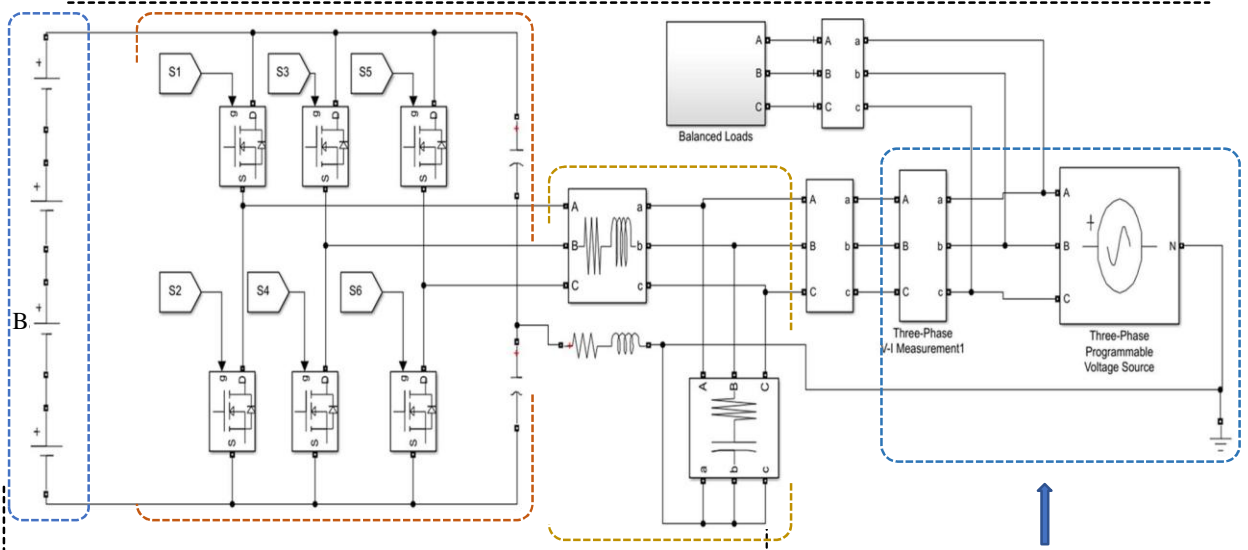 S1
S3
S5
g
D
S
g
D
S
g
D
S
+
+
+
+
B.
S2
S4
S6
g
D
S
g
D
S
g
D
S
+
+
A
B
C
a
b
c
+
A
B
C
a
b
c
A
B
C
Balanced Loads
A
B
C
a
b
c
A
B
C
a
b
c
A
B
C
a
b
c
Three-Phase
V-I Measurement1
A
B
C
+
N
Three-Phase
Programmable
Voltage Source